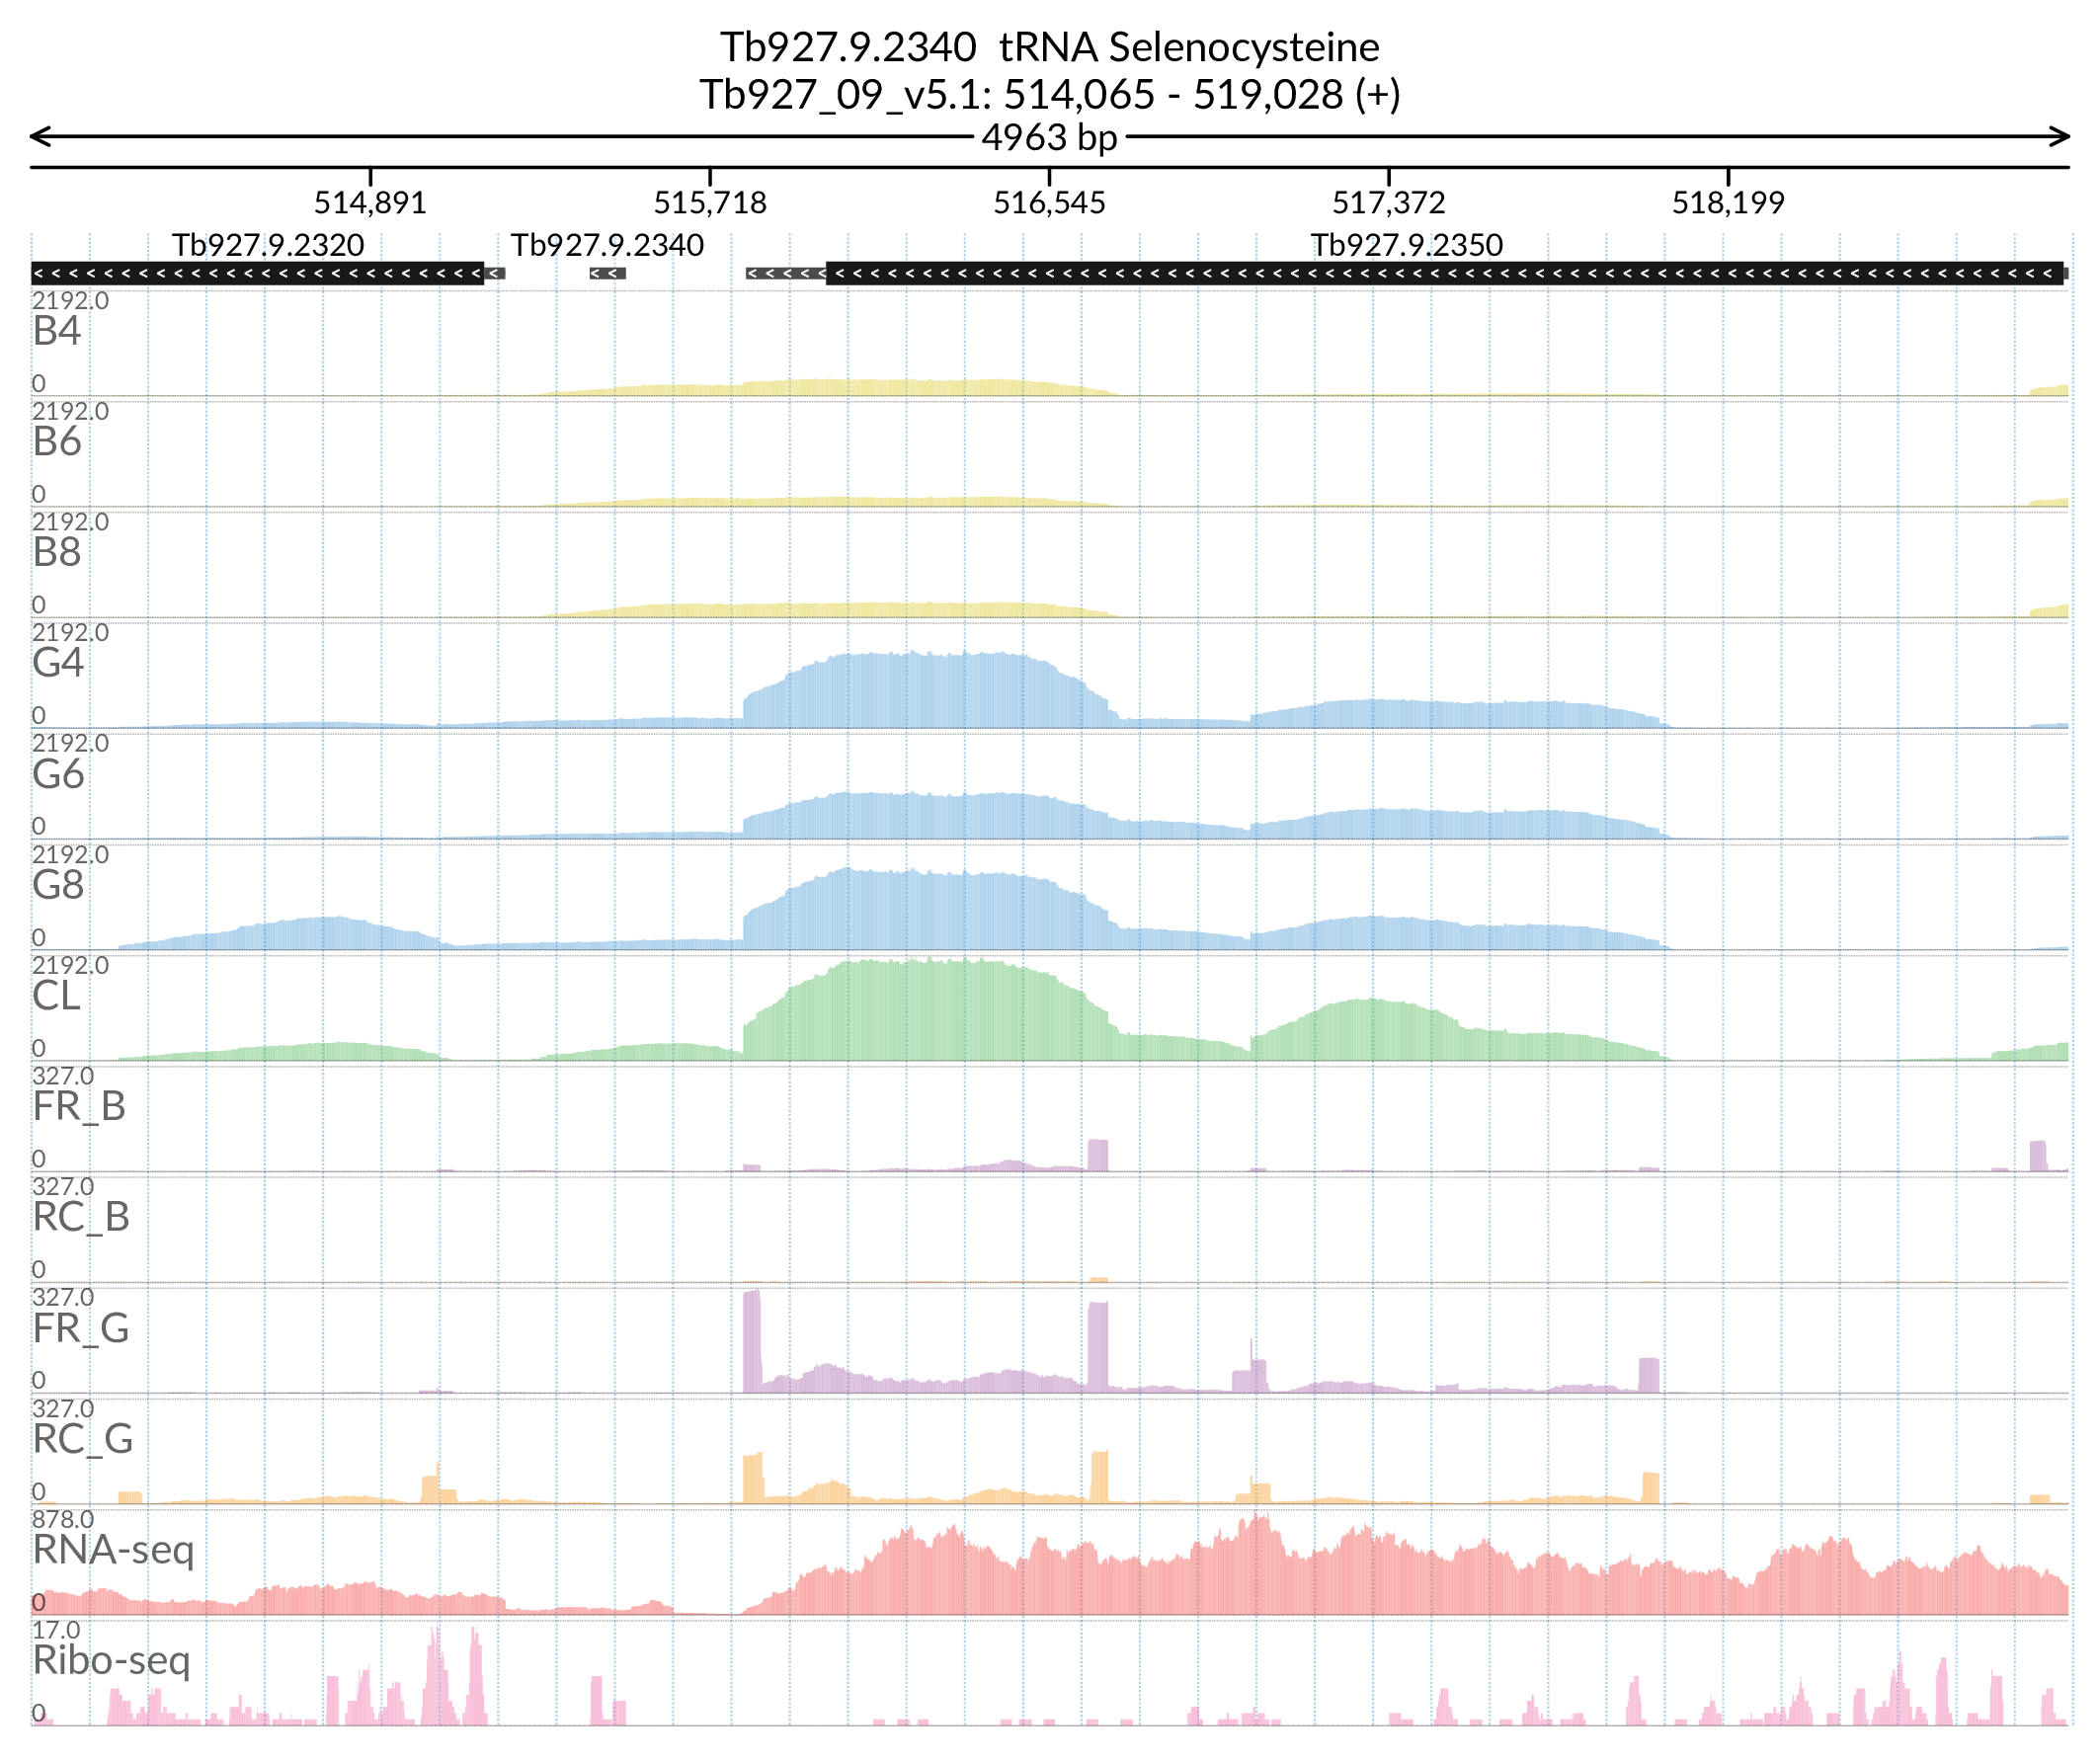 Tb927.9.2340 tRNA Selenocysteine
Tb927_09_v5.1: 514,065 - 519,028 (+)
4963 bp
514,891 515,718 516,545 517,372 518,199
Tb927.9.2320 Tb927.9.2340 Tb927.9.2350
2192.0
B4
0
2192.0
B6
0
2192.0
B8
0
2192.0
G4
0
2192.0
G6
0
2192.0
G8
0
2192.0
CL
0
327.0
FR_B
0
327.0
RC_B
0
327.0
FR_G
0
327.0
RC_G
0
878.0
RNA-seq
0
17.0
Ribo-seq
0